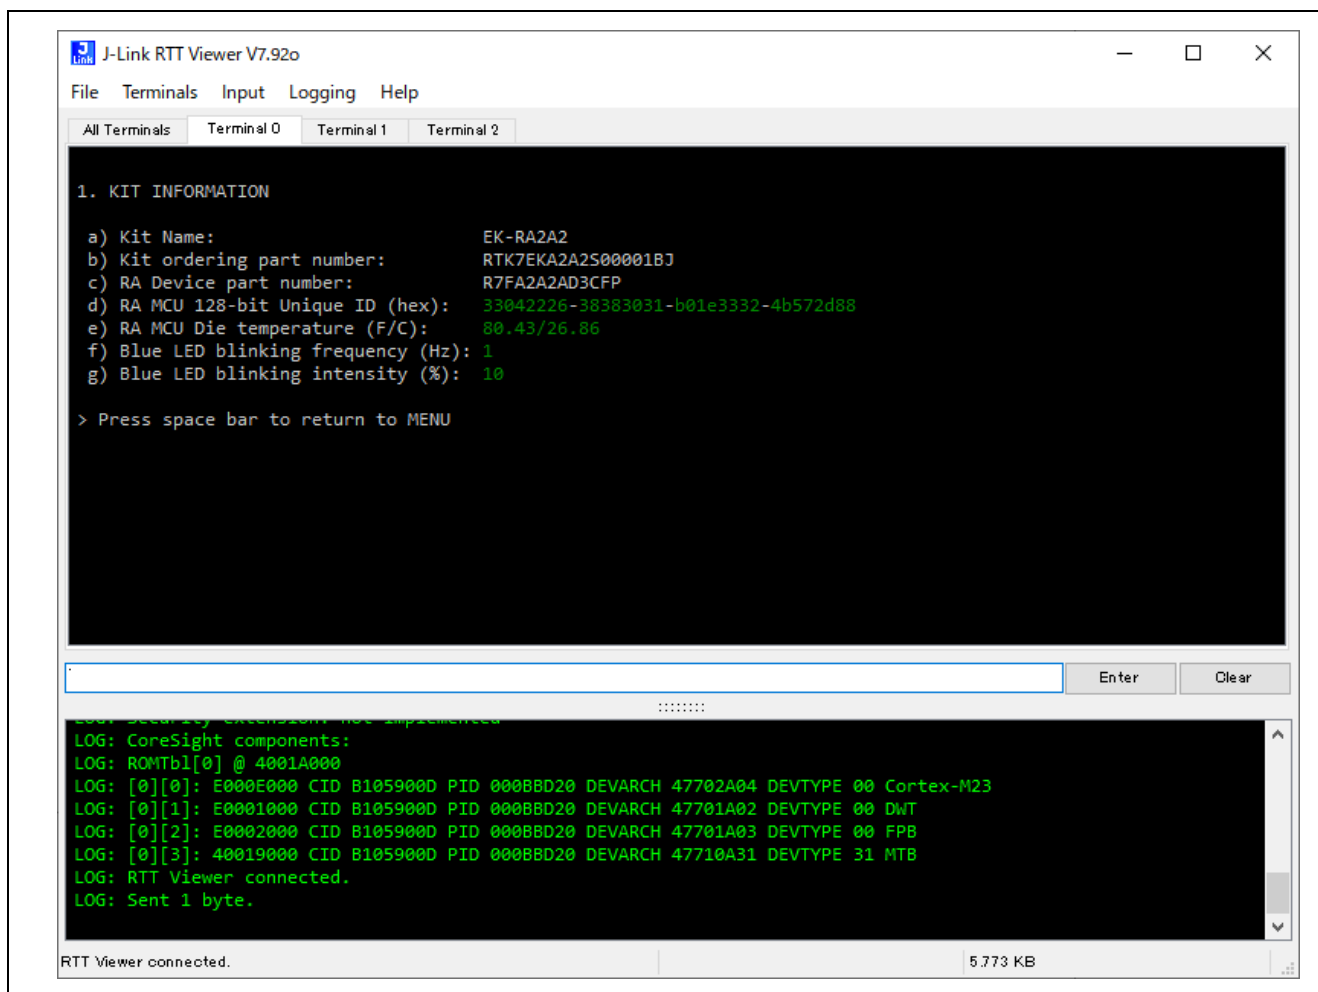 J-Link RTT Viewer V7.92o
File Terminals Input Logging Help
All Terminals Terminal 0 Terminal 1 Terminal 2
1. KIT INFORMATION
a) Kit Name: EK-RA2A2
b) Kit ordering part number: RTK7EKA2A2S00001BJ
c) RA Device part number: R7FA2A2AD3CFP
d) RA MCU 128-bit Unique ID (hex): 33042226-38383031-b01e3332-4b572d88
e) RA MCU Die temperature (F/C): 80.43/26.86
f) Blue LED blinking frequency (Hz): 1
g) Blue LED blinking intensity (%): 10
> Press space bar to return to MENU
Enter Clear
LOG: Security extension: not implemented
LOG: CoreSight components:
LOG: ROMTbl[0] @ 4001A000
LOG: [0][0]: E000E000 CID B105900D PID 000BBD20 DEVARCH 47702A04 DEVTYPE 00 Cortex-M23
LOG: [0][1]: E0001000 CID B105900D PID 000BBD20 DEVARCH 47701A02 DEVTYPE 00 DWT
LOG: [0][2]: E0002000 CID B105900D PID 000BBD20 DEVARCH 47701A03 DEVTYPE 00 FPB
LOG: [0][3]: 40019000 CID B105900D PID 000BBD20 DEVARCH 47710A31 DEVTYPE 31 MTB
LOG: RTT Viewer connected.
LOG: Sent 1 byte.
RTT Viewer connected. 5.773 KB